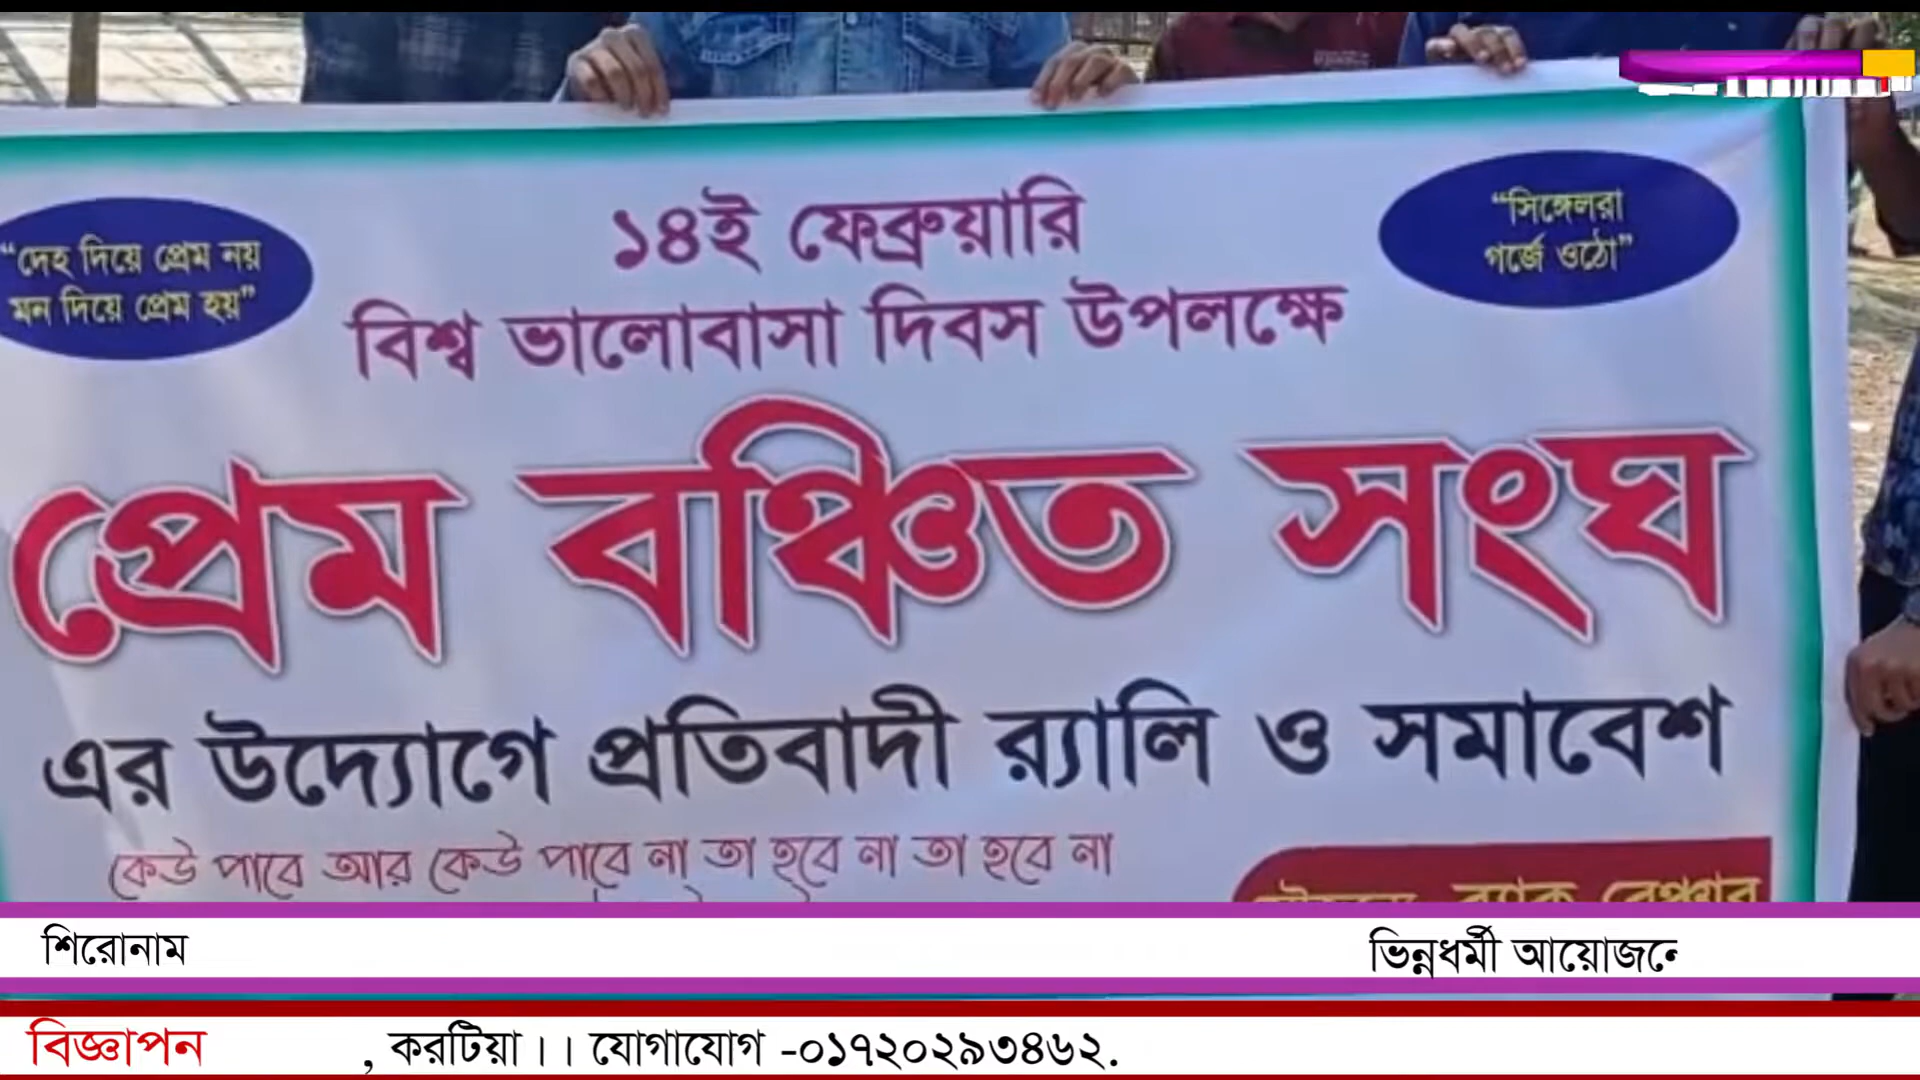 ১৪ই ফেব্রুয়ারি
বিশ্ব ভালোবাসা দিবস উপলক্ষে
"দেহ দিয়ে প্রেম নয়
মন দিয়ে প্রেম হয়"
"সিঙ্গেলরা
গর্জে ওঠো"
প্রেম বঞ্চিত সংঘ
এর উদ্যোগে প্রতিবাদী র‍্যালি ও সমাবেশ
কেউ পাবে আর কেউ পাবে না তা হবে না তা হবে না
শিরোনাম
ভিন্নধর্মী আয়োজনে
বিজ্ঞাপন
, করটিয়া।। যোগাযোগ -০১৭২০২৯৩৪৬২.